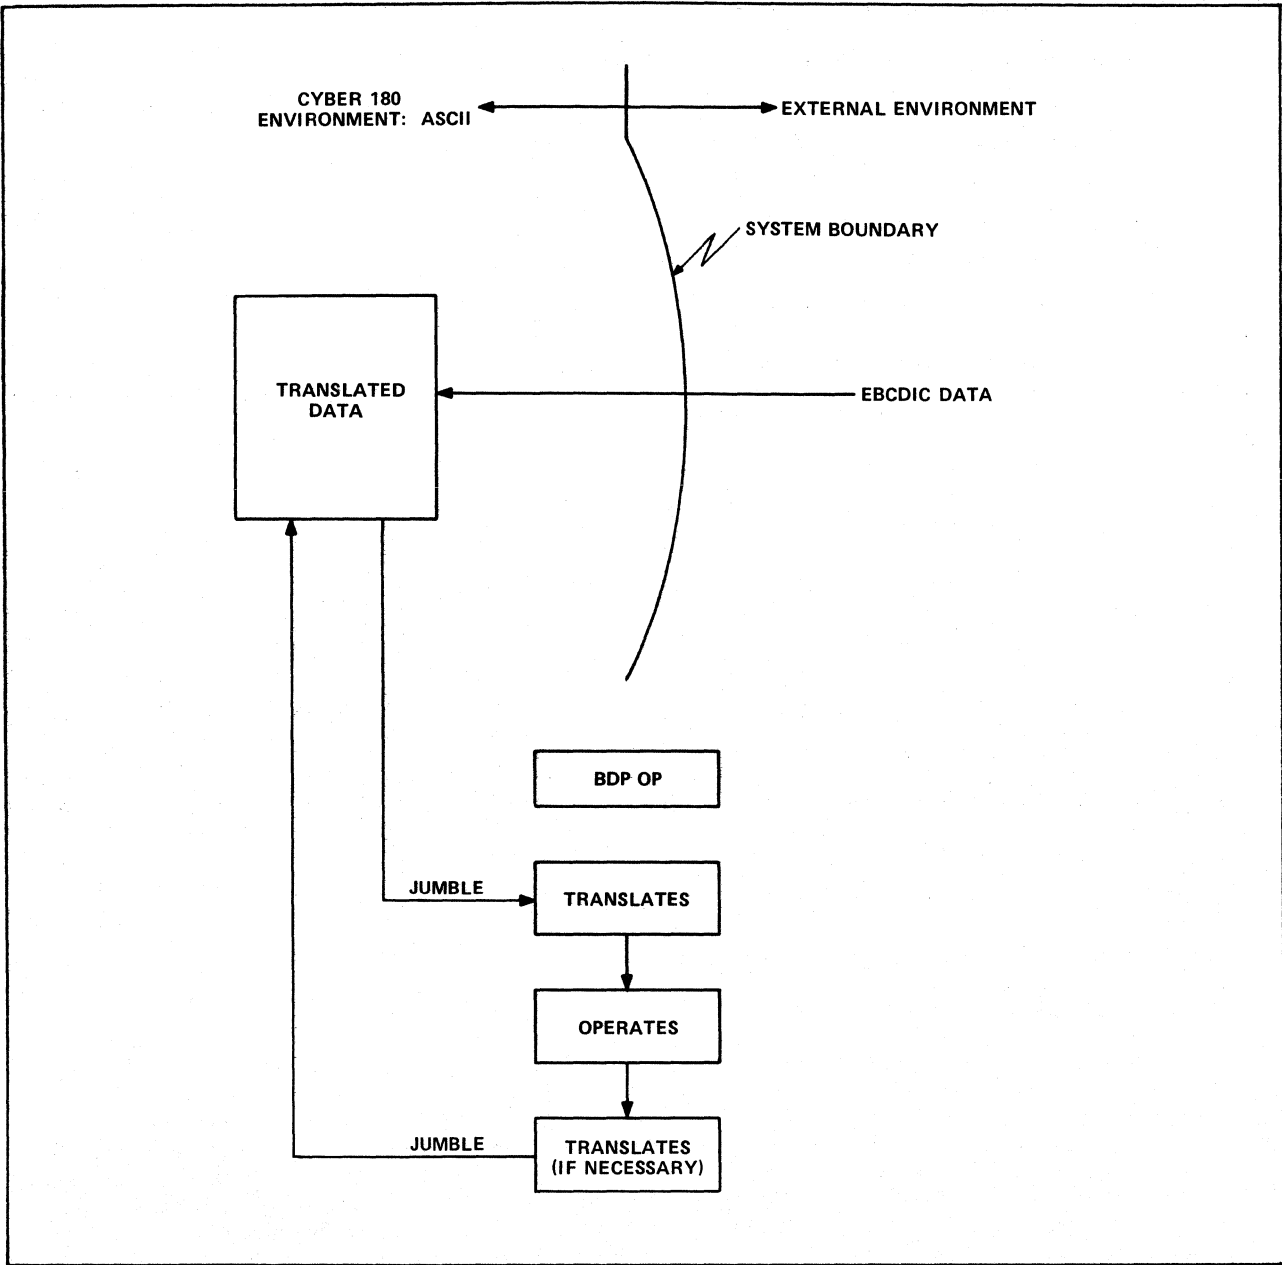 CYBER 180
ENVIRONMENT: ASCII
EXTERNAL ENVIRONMENT
SYSTEM BOUNDARY
TRANSLATED
DATA
EBCDIC DATA
BDP OP
JUMBLE
TRANSLATES
OPERATES
JUMBLE
TRANSLATES
(IF NECESSARY)